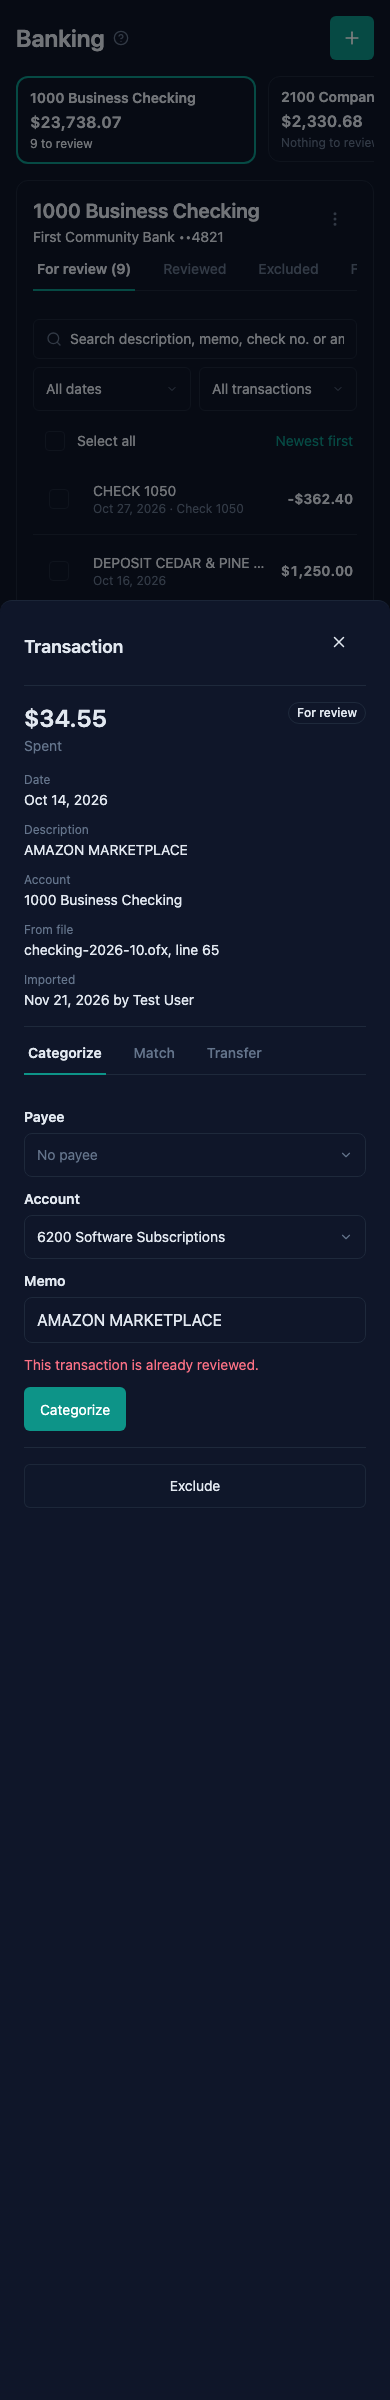 Banking
1000 Business Checking
$23,738.07
9 to review
2100 Compan
$2,330.68
Nothing to review
1000 Business Checking
First Community Bank ••4821
For review (9) Reviewed Excluded F
Search description, memo, check no. or an
All dates All transactions
Select all Newest first
CHECK 1050 -$362.40
Oct 27, 2026 · Check 1050
DEPOSIT CEDAR & PINE ... $1,250.00
Oct 16, 2026
Transaction
$34.55 For review
Spent
Date
Oct 14, 2026
Description
AMAZON MARKETPLACE
Account
1000 Business Checking
From file
checking-2026-10.ofx, line 65
Imported
Nov 21, 2026 by Test User
Categorize Match Transfer
Payee
No payee
Account
6200 Software Subscriptions
Memo
AMAZON MARKETPLACE
This transaction is already reviewed.
Categorize
Exclude